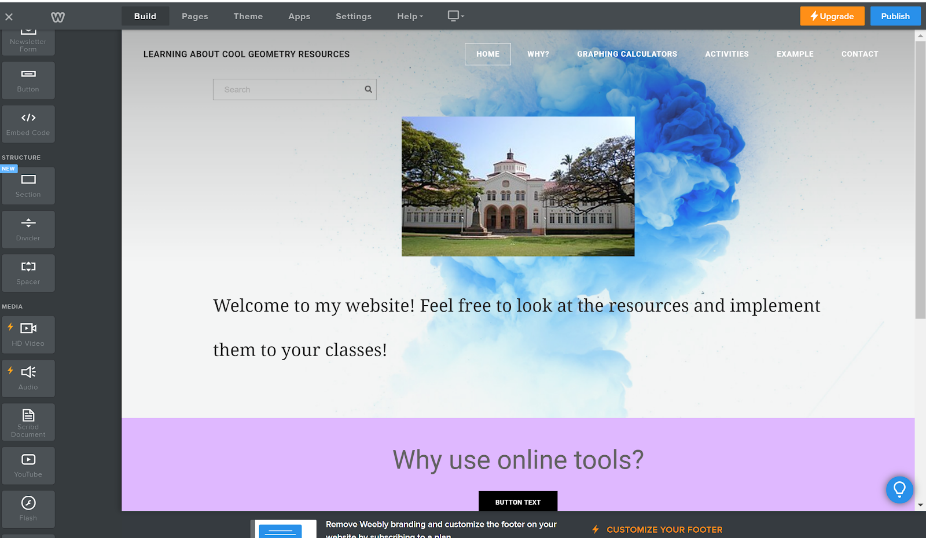 Build Pages Theme Apps Settings Help
Upgrade Publish
Newsletter
Form
Button
</>
Embed Code
STRUCTURE
NEW
Section
Divider
Spacer
MEDIA
HD Video
Audio
Scribd
Document
YouTube
Flash
LEARNING ABOUT COOL GEOMETRY RESOURCES
HOME WHY? GRAPHING CALCULATORS ACTIVITIES EXAMPLE CONTACT
Search
Welcome to my website! Feel free to look at the resources and implement
them to your classes!
Why use online tools?
BUTTON TEXT
Remove Weebly branding and customize the footer on your
website by subscribing to a plan
CUSTOMIZE YOUR FOOTER